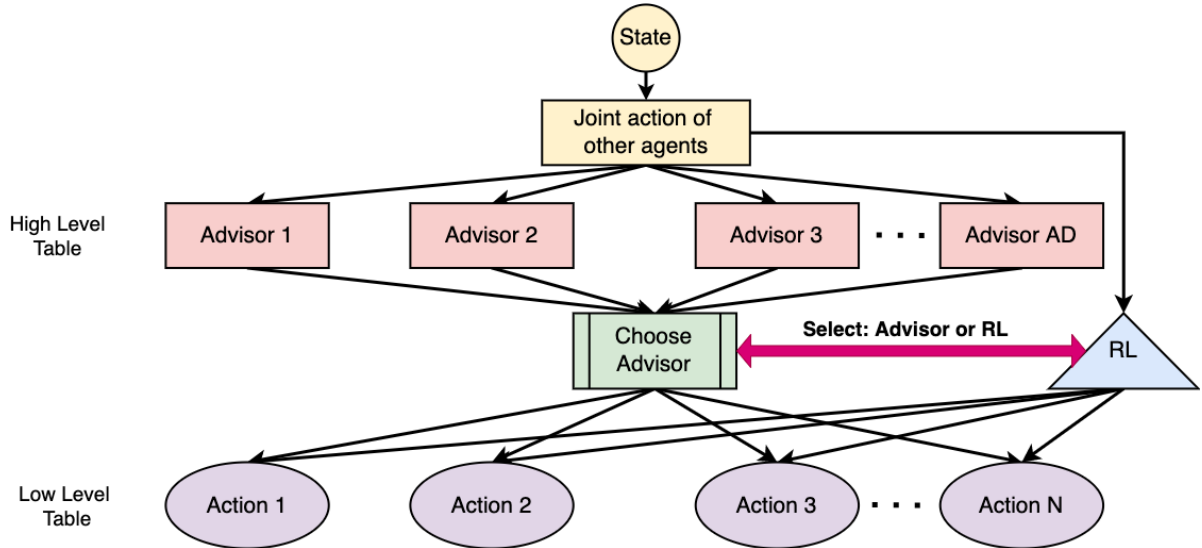 State
Joint action of
other agents
High Level
Table
Advisor 1
Advisor 2
Advisor 3
. . .
Advisor AD
Choose
Advisor
Select: Advisor or RL
RL
Low Level
Table
Action 1
Action 2
Action 3
. . .
Action N